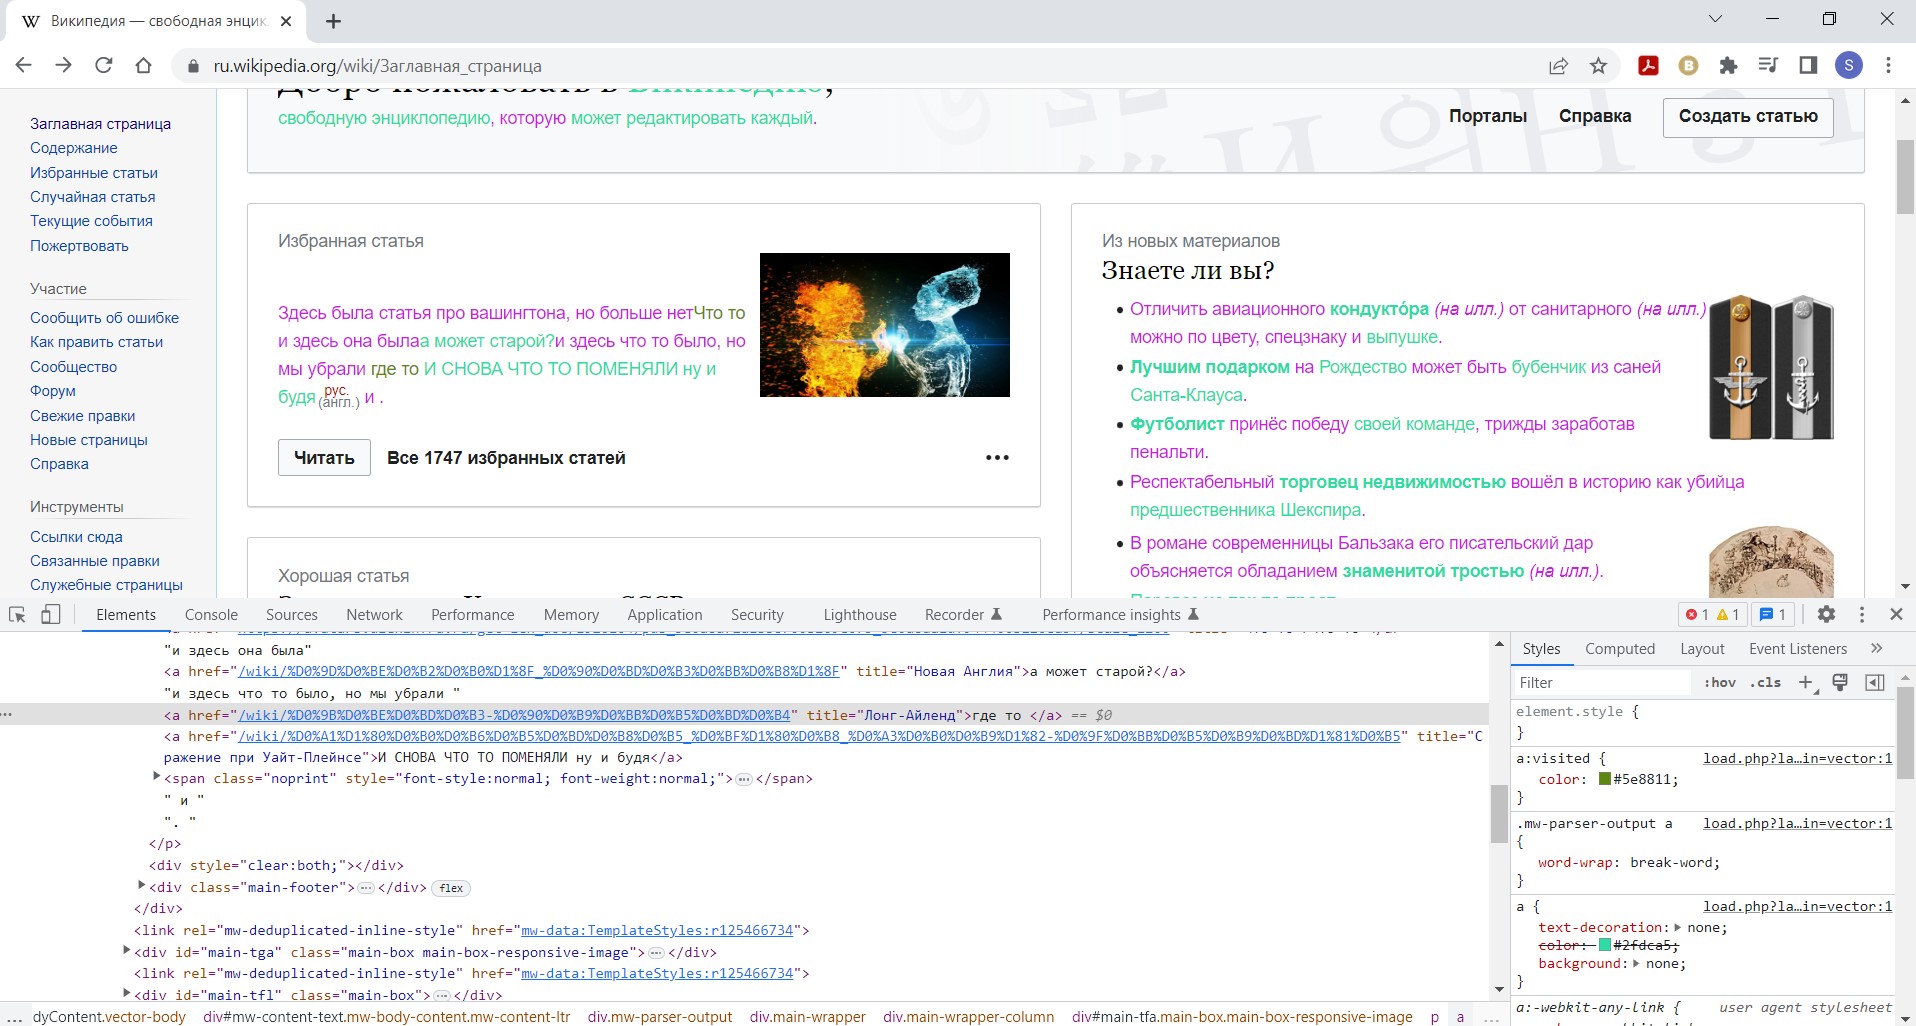 Википедия — свободная энцик
ru.wikipedia.org/wiki/Заглавная_страница
S
Добро пожаловать в Википедию,
свободную энциклопедию, которую может редактировать каждый.
Порталы
Справка
Создать статью
Заглавная страница
Содержание
Избранные статьи
Случайная статья
Текущие события
Пожертвовать
Участие
Сообщить об ошибке
Как править статьи
Сообщество
Форум
Свежие правки
Новые страницы
Справка
Инструменты
Ссылки сюда
Связанные правки
Служебные страницы
Избранная статья
Здесь была статья про вашингтона, но больше нетЧто то
и здесь она былаа может старой?и здесь что то было, но
мы убрали где то И СНОВА ЧТО ТО ПОМЕНЯЛИ ну и
будя рус. (англ.) и .
Читать
Все 1747 избранных статей
Хорошая статья
Из новых материалов
Знаете ли вы?
Отличить авиационного кондукто́ра (на илл.) от санитарного (на илл.)
можно по цвету, спецзнаку и выпушке.
Лучшим подарком на Рождество может быть бубенчик из саней
Санта-Клауса.
Футболист принёс победу своей команде, трижды заработав
пенальти.
Респектабельный торговец недвижимостью вошёл в историю как убийца
предшественника Шекспира.
В романе современницы Бальзака его писательский дар
объясняется обладанием знаменитой тростью (на илл.).
Elements Console Sources Network Performance Memory Application Security Lighthouse Recorder Performance insights
1 1 1
"и здесь она была"
<a href="/wiki/%D0%9D%D0%BE%D0%B2%D0%B0%D1%8F_%D0%90%D0%BD%D0%B3%D0%BB%D0%B8%D1%8F" title="Новая Англия">а может старой?</a>
"и здесь что то было, но мы убрали "
<a href="/wiki/%D0%9B%D0%BE%D0%BD%D0%B3-%D0%90%D0%B9%D0%BB%D0%B5%D0%BD%D0%B4" title="Лонг-Айленд">где то </a> == $0
<a href="/wiki/%D0%A1%D1%80%D0%B0%D0%B6%D0%B5%D0%BD%D0%B8%D0%B5_%D0%BF%D1%80%D0%B8_%D0%A3%D0%B0%D0%B9%D1%82-%D0%9F%D0%BB%D0%B5%D0%B9%D0%BD%D1%81%D0%B5" title="С
ражение при Уайт-Плейнсе">И СНОВА ЧТО ТО ПОМЕНЯЛИ ну и будя</a>
<span class="noprint" style="font-style:normal; font-weight:normal;">…</span>
" и "
". "
</p>
<div style="clear:both;"></div>
<div class="main-footer">…</div> flex
</div>
<link rel="mw-deduplicated-inline-style" href="mw-data:TemplateStyles:r125466734">
<div id="main-tga" class="main-box main-box-responsive-image">…</div>
<link rel="mw-deduplicated-inline-style" href="mw-data:TemplateStyles:r125466734">
<div id="main-tfl" class="main-box">…</div>
... dyContent.vector-body div#mw-content-text.mw-body-content.mw-content-ltr div.mw-parser-output div.main-wrapper div.main-wrapper-column div#main-tfa.main-box.main-box-responsive-image p a ...
Styles Computed Layout Event Listeners »
Filter :hov .cls +
element.style {
}
a:visited { load.php?la…in=vector:1
color: #5e8811;
}
.mw-parser-output a load.php?la…in=vector:1
{
word-wrap: break-word;
}
a { load.php?la…in=vector:1
text-decoration: none;
color: #2fdca5;
background: none;
}
a:-webkit-any-link { user agent stylesheet